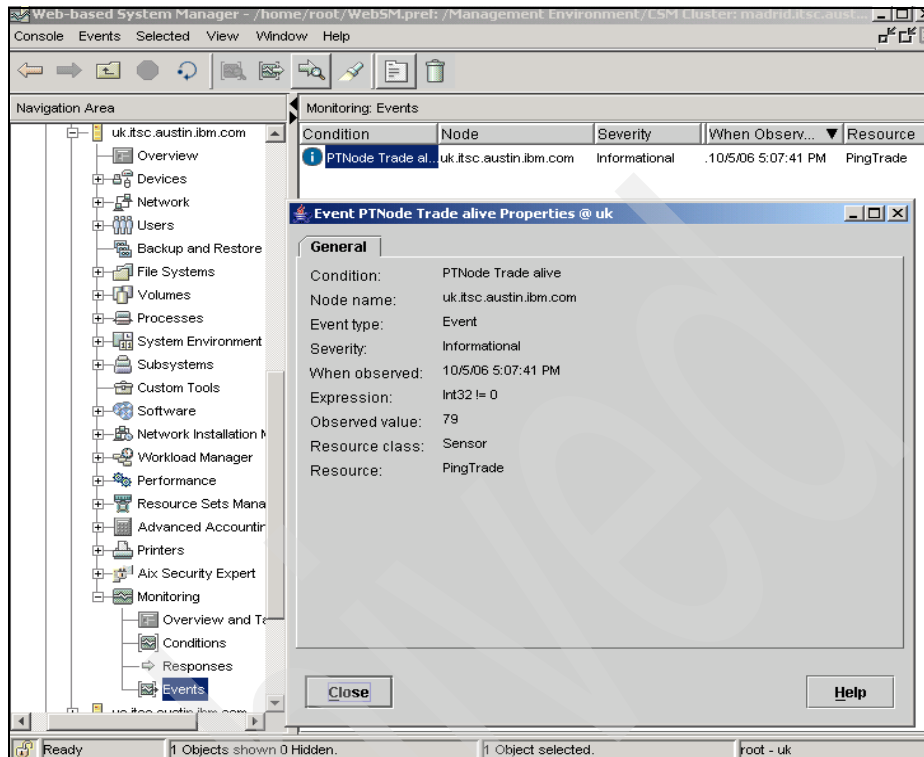 Web-based System Manager - /home/root/WebSM.pref: /Management Environment/CSM Cluster: madrid.itsc.aust...
Console Events Selected View Window Help
Navigation Area
Monitoring: Events
uk.itsc.austin.ibm.com
Overview
Devices
Network
Users
Backup and Restore
File Systems
Volumes
Processes
System Environment
Subsystems
Custom Tools
Software
Network Installation M
Workload Manager
Performance
Resource Sets Mana
Advanced Accountin
Printers
Aix Security Expert
Monitoring
Overview and Ta
Conditions
Responses
Events
Condition Node Severity When Observ... Resource
PTNode Trade al... uk.itsc.austin.ibm.com Informational .10/5/06 5:07:41 PM PingTrade
Event PTNode Trade alive Properties @ uk
General
Condition: PTNode Trade alive
Node name: uk.itsc.austin.ibm.com
Event type: Event
Severity: Informational
When observed: 10/5/06 5:07:41 PM
Expression: Int32 != 0
Observed value: 79
Resource class: Sensor
Resource: PingTrade
Close Help
Ready 1 Objects shown 0 Hidden. 1 Object selected. root - uk